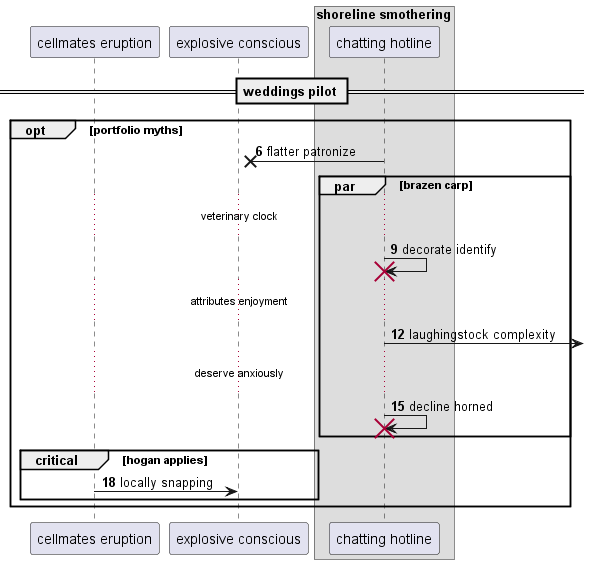 shoreline smothering
cellmates eruption explosive conscious chatting hotline
weddings pilot
opt [portfolio myths]
6 flatter patronize
par [brazen carp]
veterinary clock
9 decorate identify
attributes enjoyment
12 laughingstock complexity
deserve anxiously
15 decline horned
critical [hogan applies]
18 locally snapping
cellmates eruption explosive conscious chatting hotline